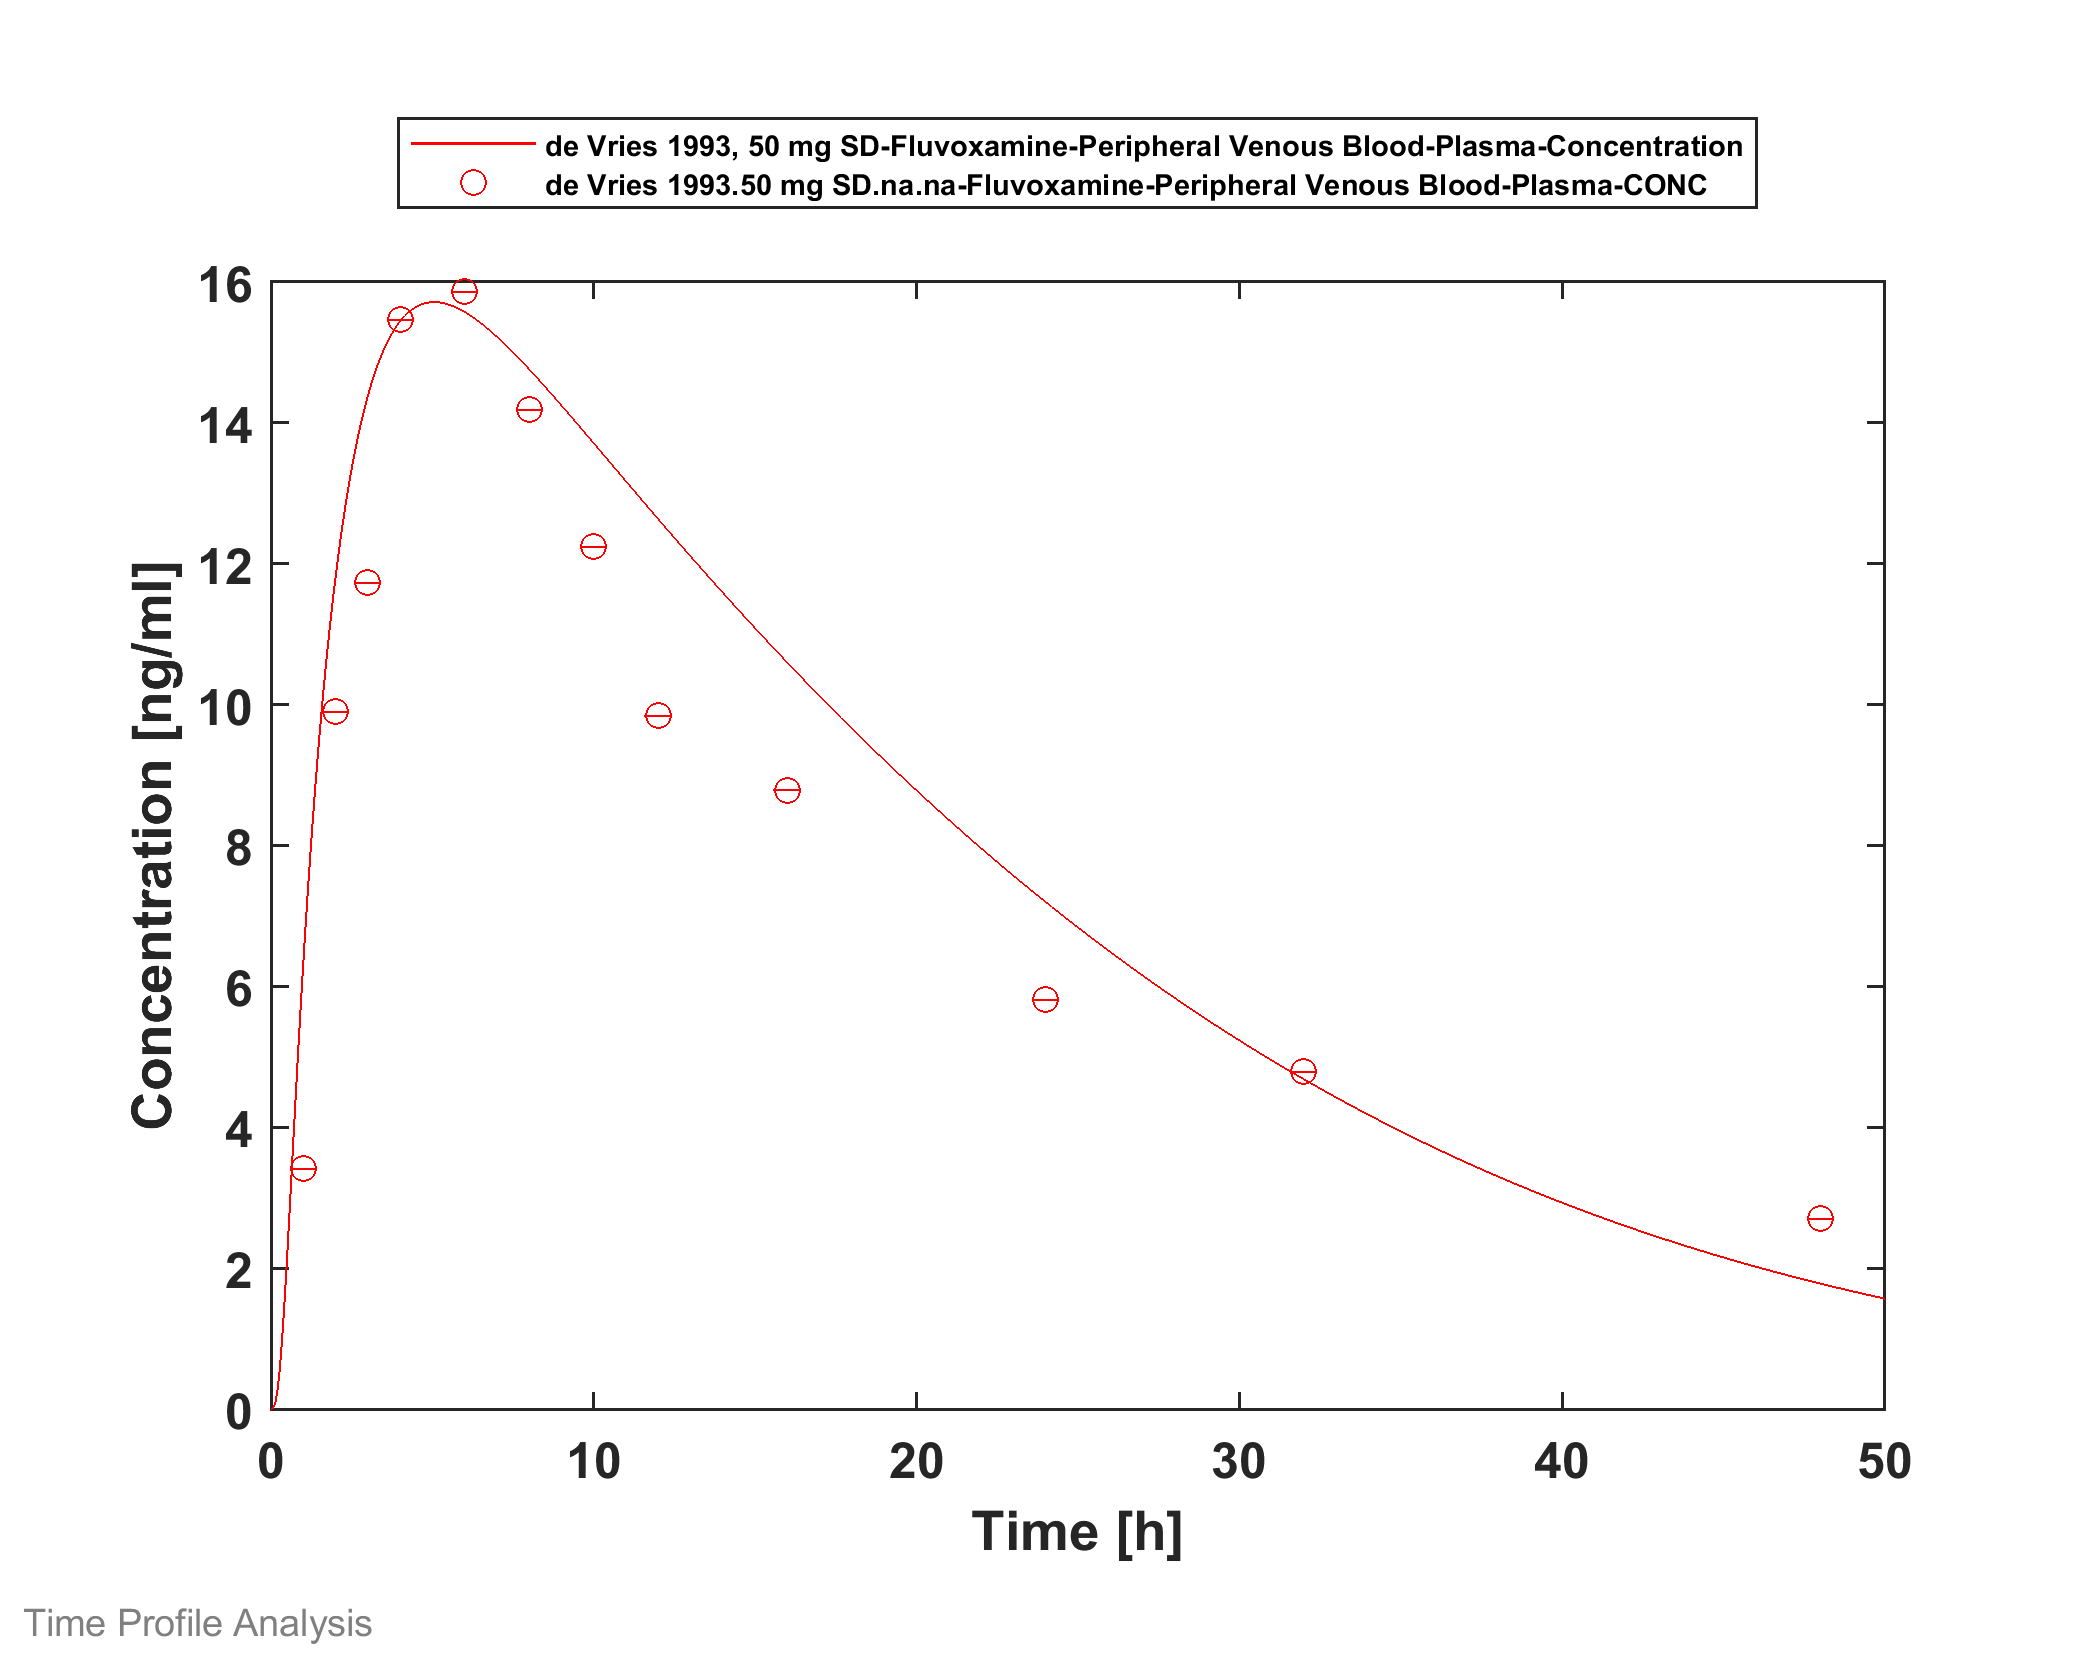 de Vries 1993, 50 mg SD-Fluvoxamine-Peripheral Venous Blood-Plasma-Concentration
de Vries 1993.50 mg SD.na.na-Fluvoxamine-Peripheral Venous Blood-Plasma-CONC
16
14
12
10
8
6
4
2
0
Concentration [ng/ml]
0 10 20 30 40 50
Time [h]
Time Profile Analysis